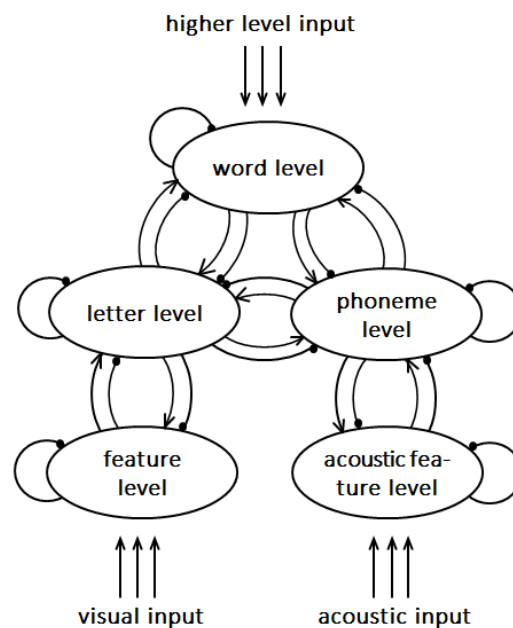 higher level input
word level
letter level
phoneme
level
feature
level
acoustic fea-
ture level
visual input
acoustic input